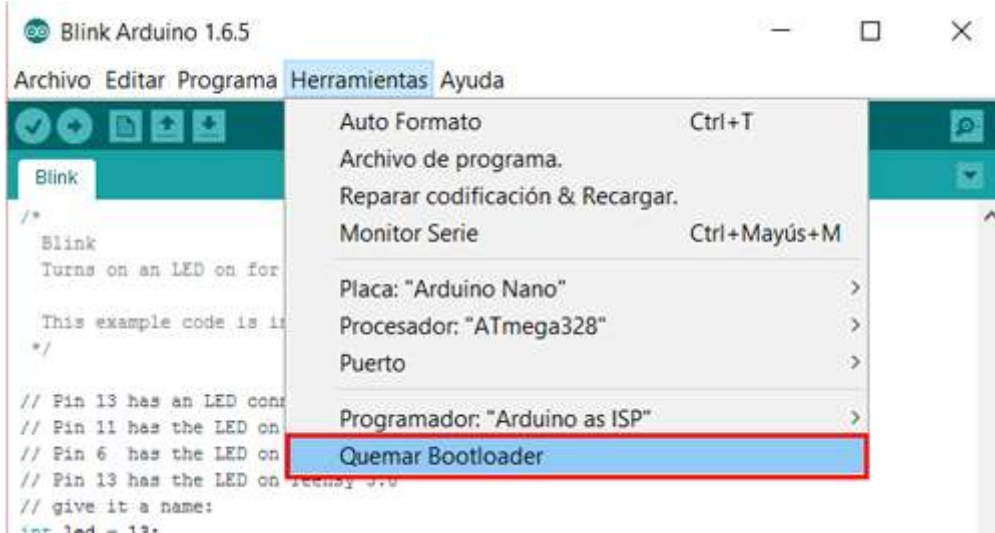 Blink Arduino 1.6.5
Archivo Editar Programa Herramientas Ayuda
Auto Formato Ctrl+T
Archivo de programa.
Reparar codificación & Recargar.
Monitor Serie Ctrl+Mayús+M
Placa: "Arduino Nano"
Procesador: "ATmega328"
Puerto
Programador: "Arduino as ISP"
Quemar Bootloader
Blink
/*
Blink
Turns on an LED on for
This example code is
*/
// Pin 13 has an LED
// Pin 11 has the LED on
// Pin 6 has the LED on
// Pin 13 has the LED on
// give it a name:
int led = 13;